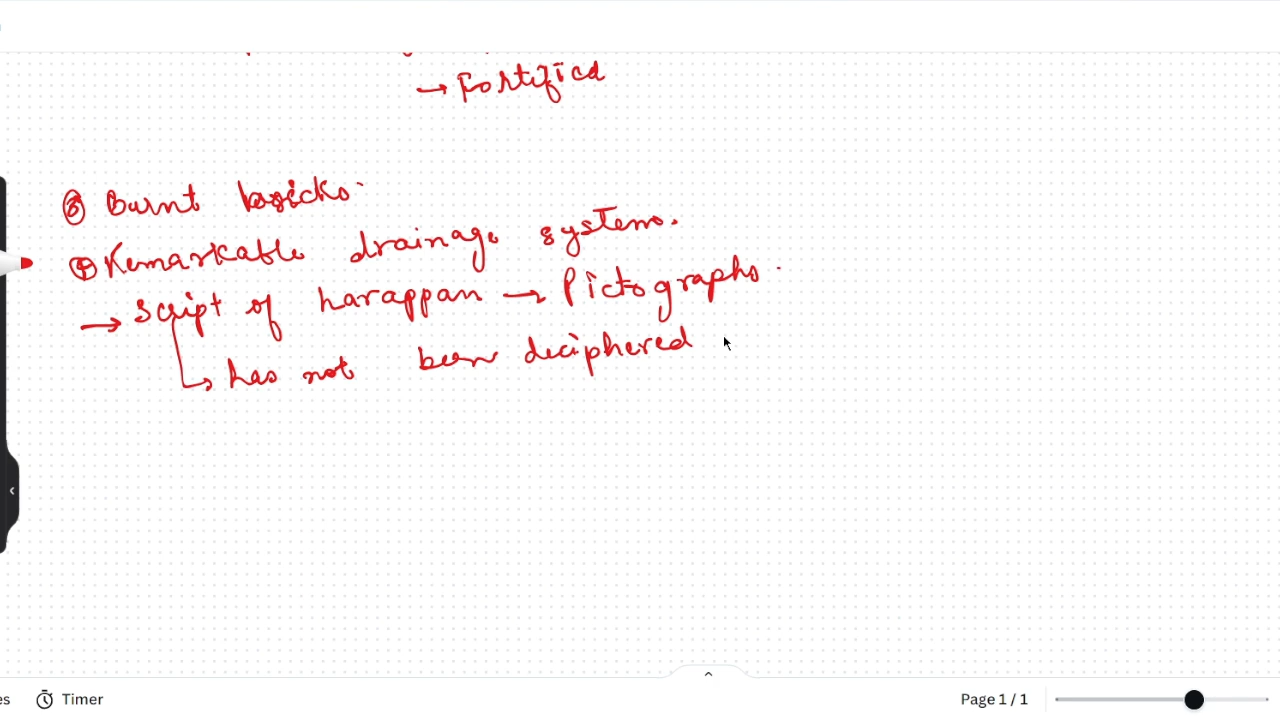 → Fortified
③ Burnt bricks.
④ Remarkable drainage system.
→ Script of harappan → Pictographs.
↳ has not been deciphered
Timer
Page 1 / 1